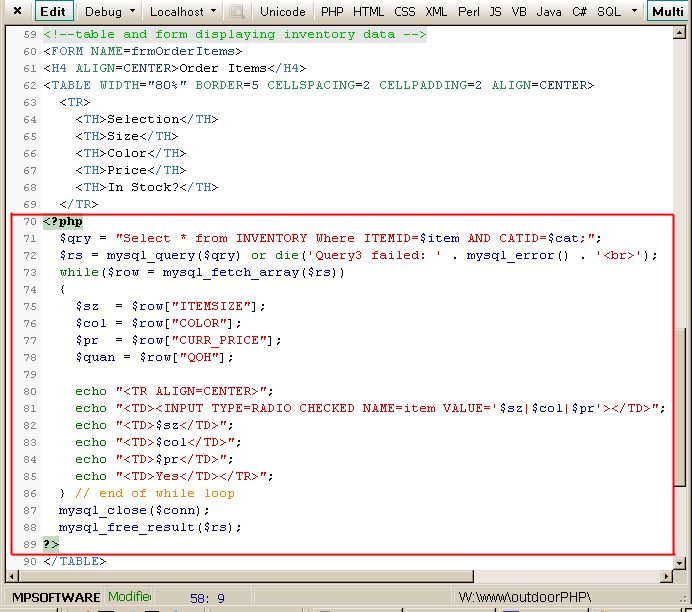 Edit Debug Localhost Unicode PHP HTML CSS XML Perl JS VB Java C# SQL Multi
59 <!--table and form displaying inventory data -->
60 <FORM NAME=frmOrderItems>
61 <H4 ALIGN=CENTER>Order Items</H4>
62 <TABLE WIDTH="80%" BORDER=5 CELLSPACING=2 CELLPADDING=2 ALIGN=CENTER>
63 <TR>
64 <TH>Selection</TH>
65 <TH>Size</TH>
66 <TH>Color</TH>
67 <TH>Price</TH>
68 <TH>In Stock?</TH>
69 </TR>
70 <?php
71 $qry = "Select * from INVENTORY Where ITEMID=$item AND CATID=$cat;";
72 $rs = mysql_query($qry) or die('Query3 failed: ' . mysql_error() . '<br>');
73 while($row = mysql_fetch_array($rs))
74 {
75 $sz = $row["ITEMSIZE"];
76 $col = $row["COLOR"];
77 $pr = $row["CURR_PRICE"];
78 $quan = $row["QOH"];
79
80 echo "<TR ALIGN=CENTER>";
81 echo "<TD><INPUT TYPE=RADIO CHECKED NAME=item VALUE='$sz|$col|$pr'></TD>";
82 echo "<TD>$sz</TD>";
83 echo "<TD>$col</TD>";
84 echo "<TD>$pr</TD>";
85 echo "<TD>Yes</TD></TR>";
86 } // end of while loop
87 mysql_close($conn);
88 mysql_free_result($rs);
89 ?>
90 </TABLE>
MPSOFTWARE Modifie 58: 9 W:\www\outdoorPHP\